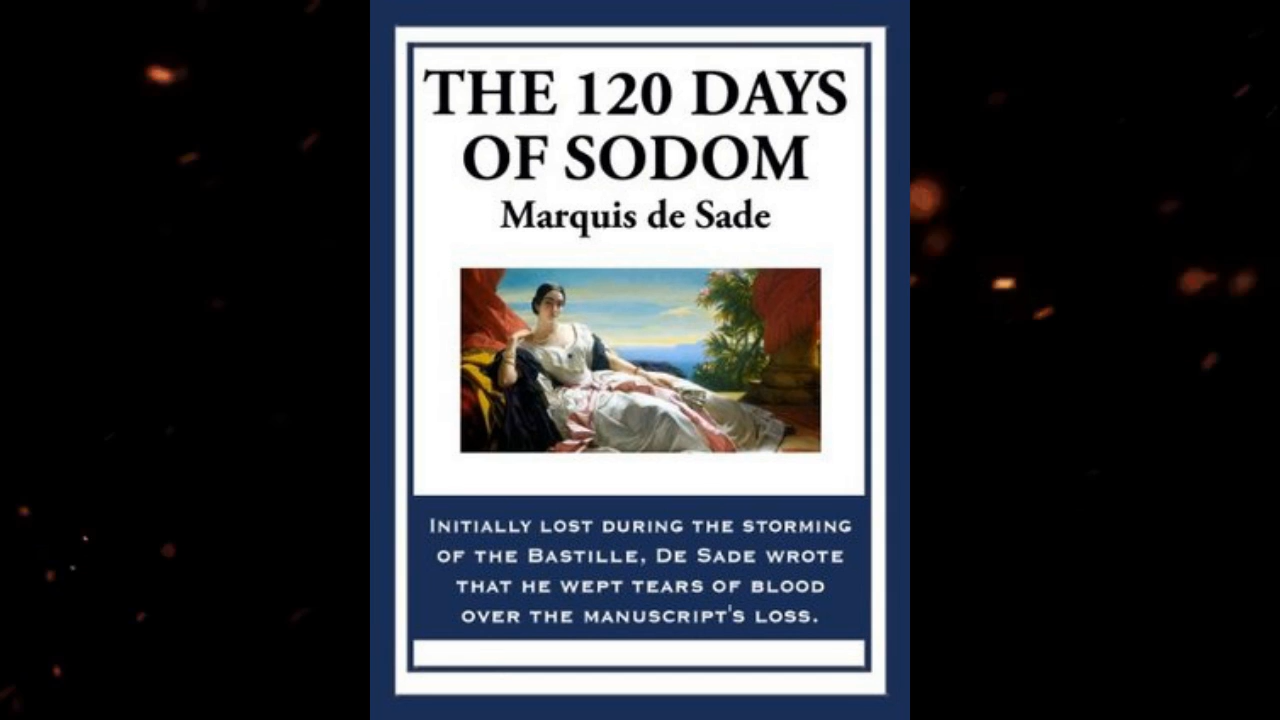 THE 120 DAYS
OF SODOM
Marquis de Sade
Initially lost during the storming
of the Bastille, De Sade wrote
that he wept tears of blood
over the manuscript's loss.